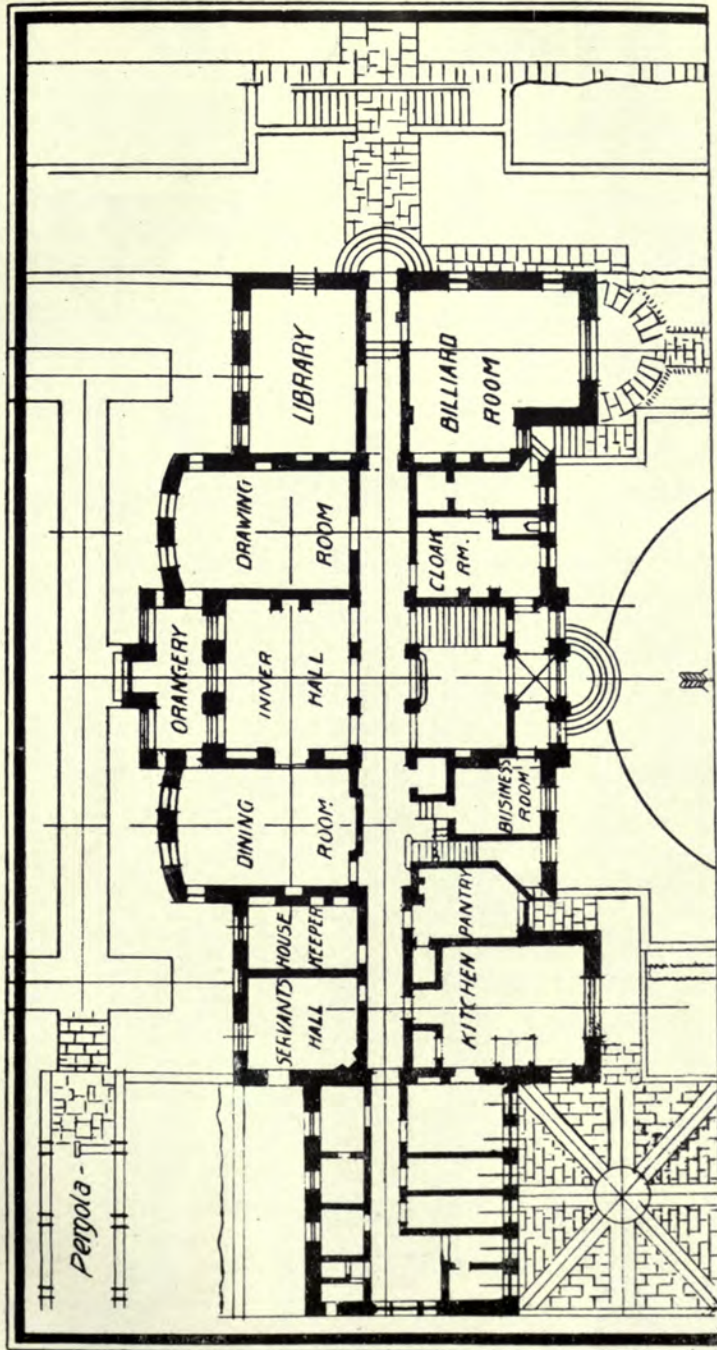 LIBRARY
BILLIARD
ROOM
DRAWING
ROOM
CLOAK
RM.
ORANGERY
INNER
HALL
DINING
ROOM
BUSINESS
ROOM
HOUSE
KEEPER
PANTRY
SERVANTS
HALL
KITCHEN
Pergola-